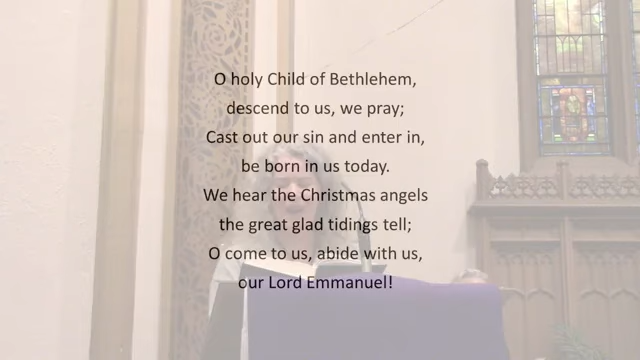 O holy Child of Bethlehem,
descend to us, we pray;
Cast out our sin and enter in,
be born in us today.
We hear the Christmas angels
the great glad tidings tell;
O come to us, abide with us,
our Lord Emmanuel!